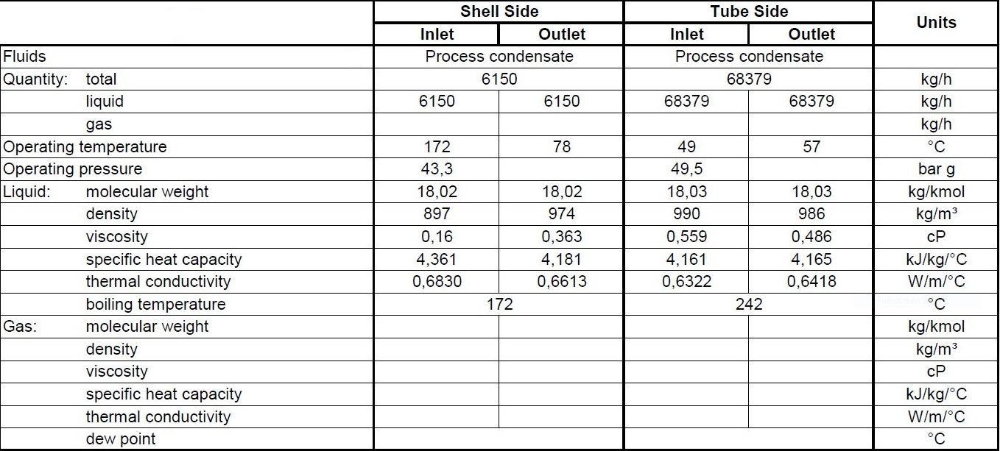 Shell Side Tube Side Units
Inlet Outlet Inlet Outlet
Fluids Process condensate Process condensate
Quantity: total 6150 68379 kg/h
liquid 6150 6150 68379 68379 kg/h
gas kg/h
Operating temperature 172 78 49 57 °C
Operating pressure 43,3 49,5 bar g
Liquid: molecular weight 18,02 18,02 18,03 18,03 kg/kmol
density 897 974 990 986 kg/m³
viscosity 0,16 0,363 0,559 0,486 cP
specific heat capacity 4,361 4,181 4,161 4,165 kJ/kg/°C
thermal conductivity 0,6830 0,6613 0,6322 0,6418 W/m/°C
boiling temperature 172 242 °C
Gas: molecular weight kg/kmol
density kg/m³
viscosity cP
specific heat capacity kJ/kg/°C
thermal conductivity W/m/°C
dew point °C